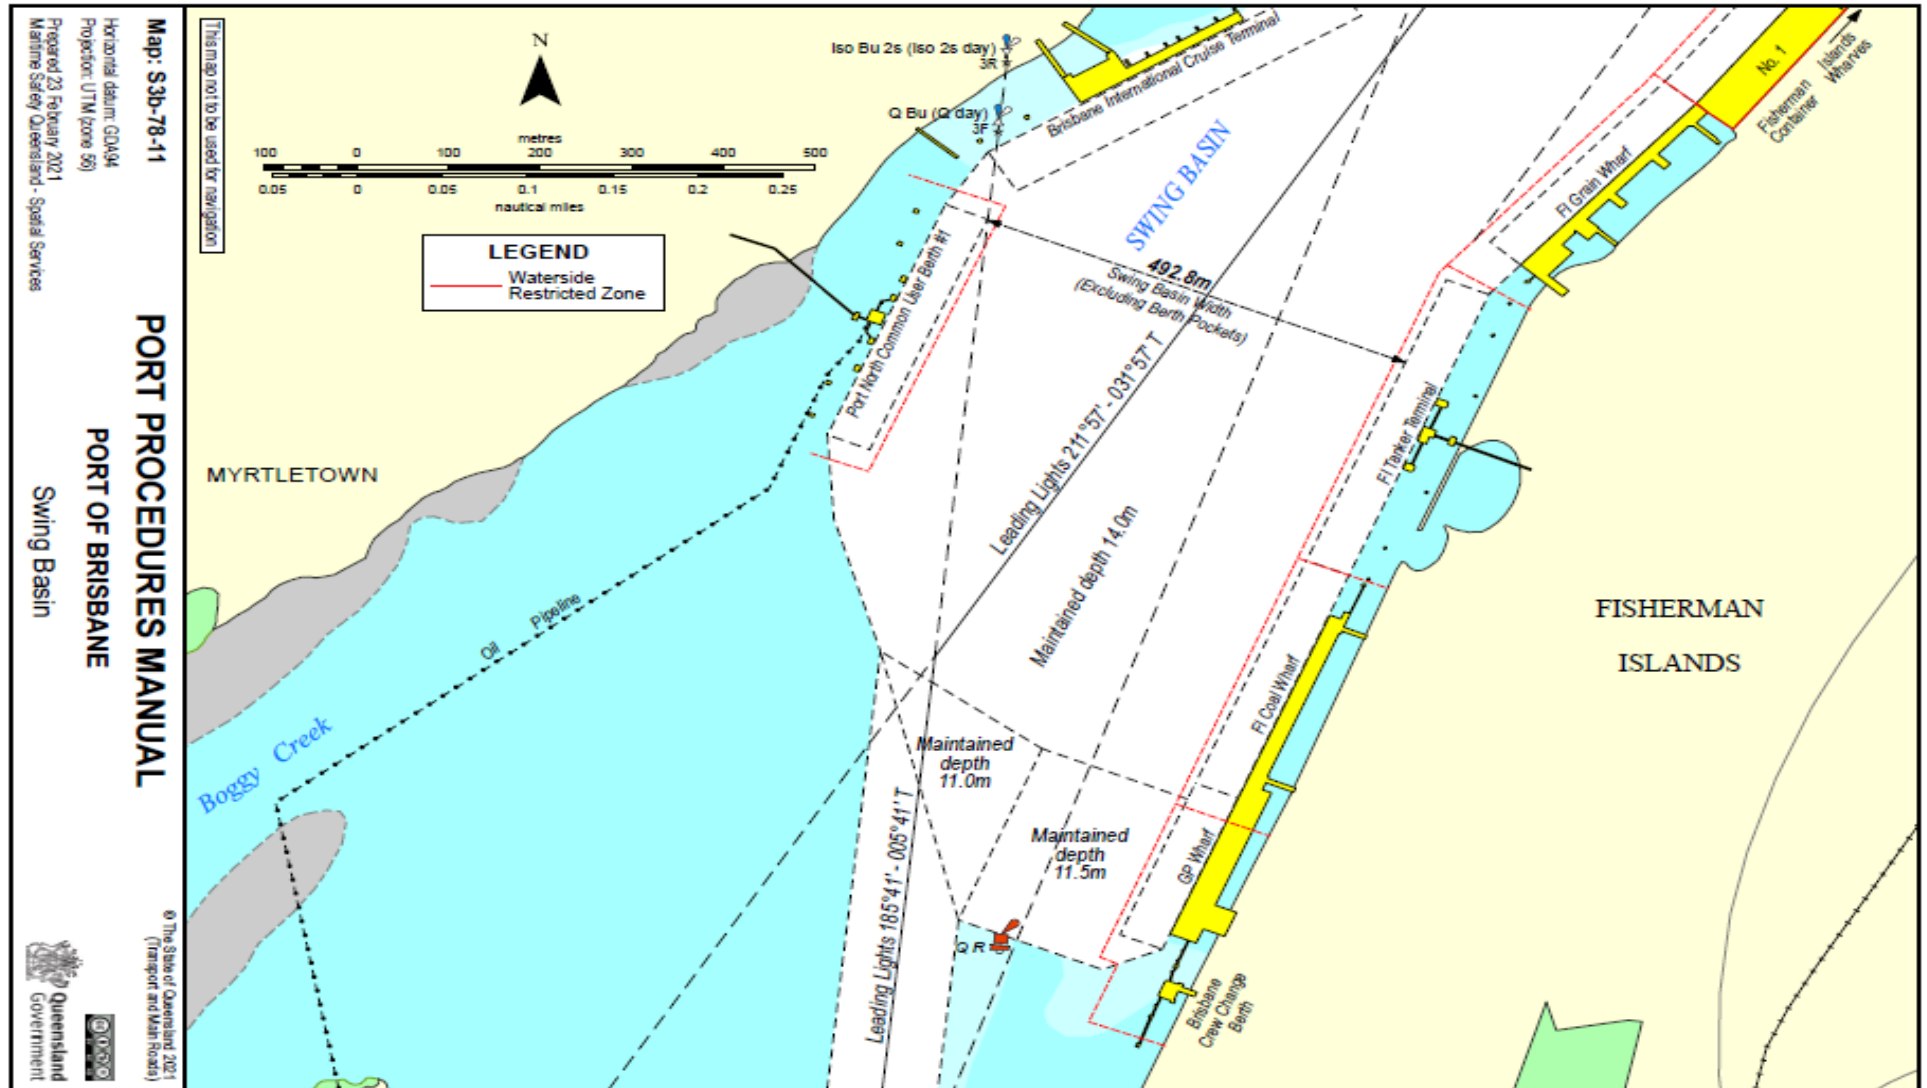 Map: S3b-78-11
Horizontal datum: GDA94
Projection: UTM (zone 56)
Prepared 23 February 2021
Maritime Safety Queensland - Spatial Services
PORT PROCEDURES MANUAL
PORT OF BRISBANE
Swing Basin
© The State of Queensland 2021
(Transport and Main Roads)
Queensland
Government
This map not to be used for navigation
N
metres
100 0 100 200 300 400 500
0.05 0 0.05 0.1 0.15 0.2 0.25
nautical miles
LEGEND
Waterside
Restricted Zone
Iso Bu 2s (Iso 2s day)
3R
Q Bu (Q day)
3F
Brisbane International Cruise Terminal
SWING BASIN
No. 1
Fisherman Islands
Container Wharves
FI Grain Wharf
492.8m
Swing Basin Width
(Excluding Berth Pockets)
Port North Common User Berth #1
Leading Lights 211°57' - 031°57' T
FI Tanker Terminal
MYRTLETOWN
Maintained depth 14.0m
Oil Pipeline
FISHERMAN
ISLANDS
FI Coal Wharf
Boggy Creek
Maintained
depth
11.0m
Maintained
depth
11.5m
GP Wharf
Leading Lights 185°41' - 005°41' T
Q R
Brisbane
Crew Change
Berth